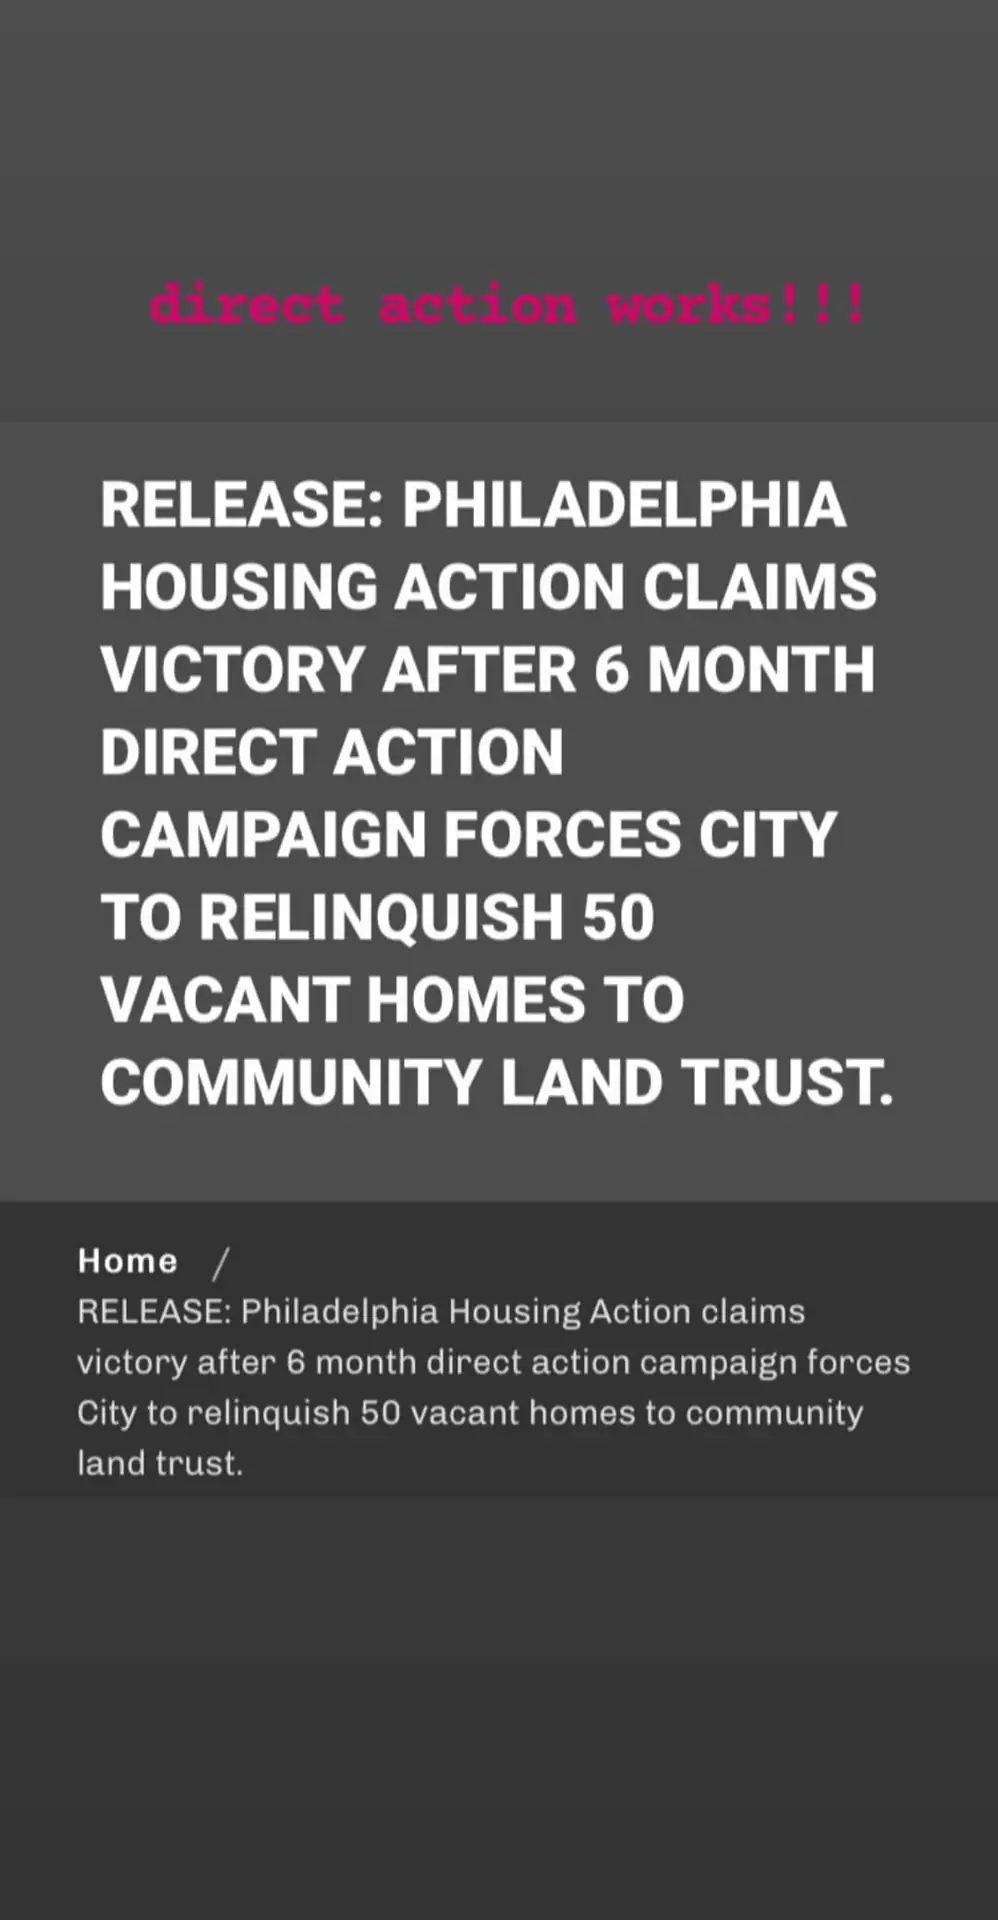 direct action works!!!
RELEASE: PHILADELPHIA
HOUSING ACTION CLAIMS
VICTORY AFTER 6 MONTH
DIRECT ACTION
CAMPAIGN FORCES CITY
TO RELINQUISH 50
VACANT HOMES TO
COMMUNITY LAND TRUST.
Home /
RELEASE: Philadelphia Housing Action claims
victory after 6 month direct action campaign forces
City to relinquish 50 vacant homes to community
land trust.